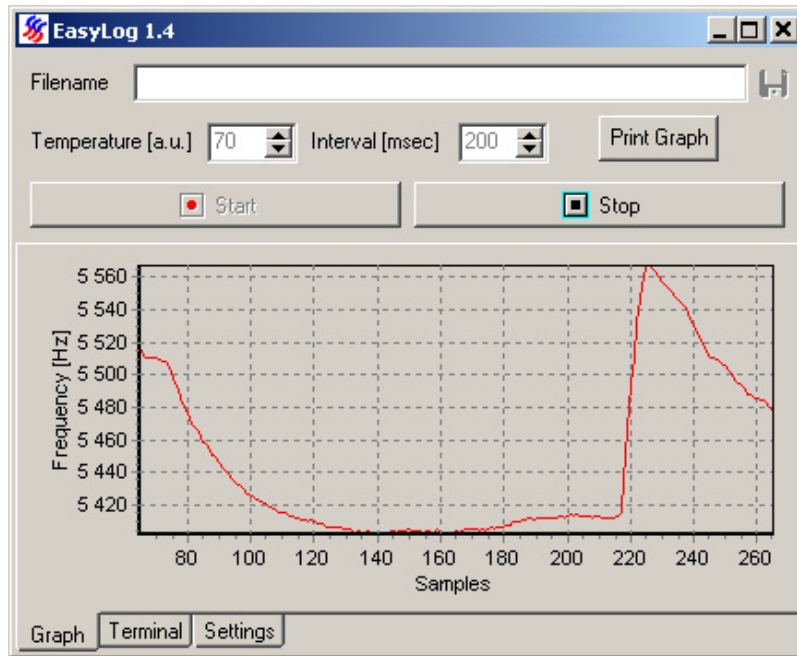 EasyLog 1.4
Filename
Temperature [a.u.] 70 Interval [msec] 200 Print Graph
Start Stop
5 560
5 540
5 520
5 500
5 480
5 460
5 440
5 420
Frequency [Hz]
80 100 120 140 160 180 200 220 240 260
Samples
Graph Terminal Settings